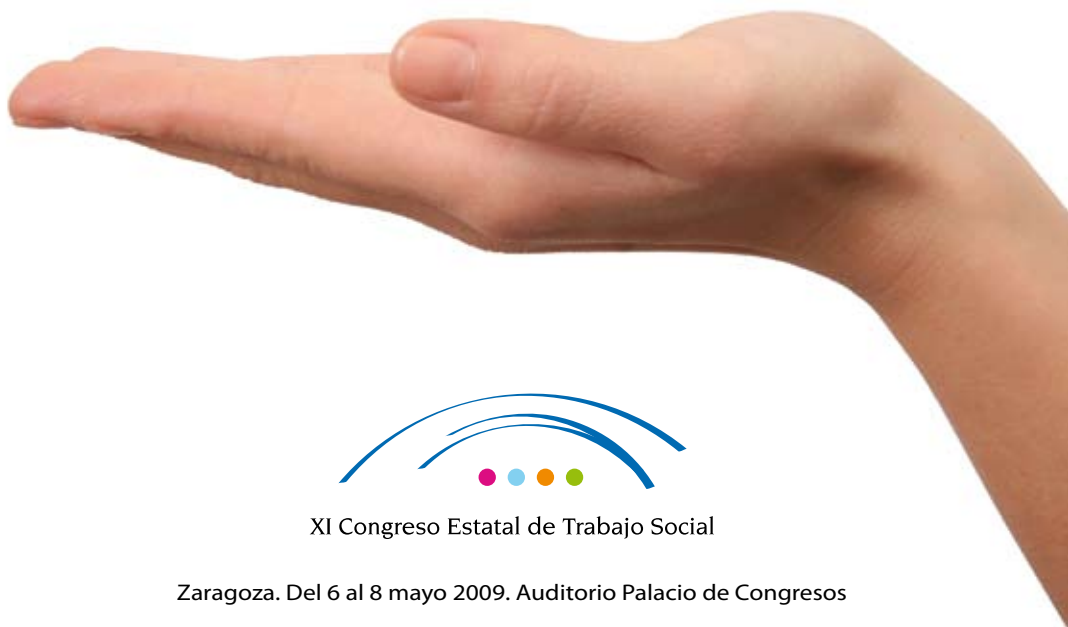 XI Congreso Estatal de Trabajo Social
Zaragoza. Del 6 al 8 mayo 2009. Auditorio Palacio de Congresos